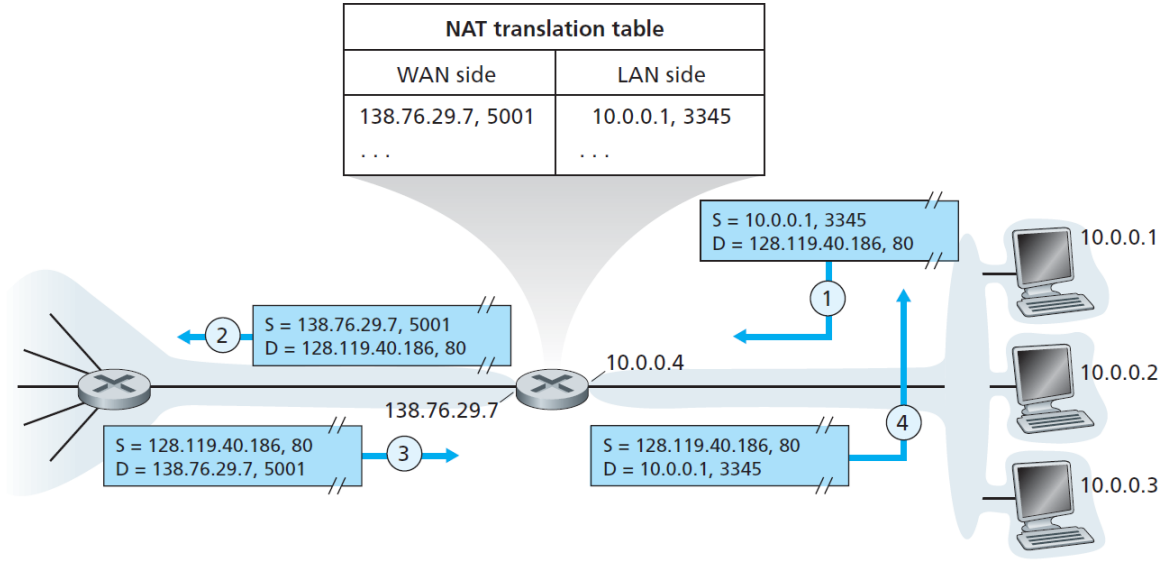 NAT translation table
WAN side
LAN side
138.76.29.7, 5001
10.0.0.1, 3345
. . .
. . .
S = 10.0.0.1, 3345
D = 128.119.40.186, 80
10.0.0.1
1
2
S = 138.76.29.7, 5001
D = 128.119.40.186, 80
10.0.0.4
10.0.0.2
138.76.29.7
4
S = 128.119.40.186, 80
D = 138.76.29.7, 5001
3
S = 128.119.40.186, 80
D = 10.0.0.1, 3345
10.0.0.3